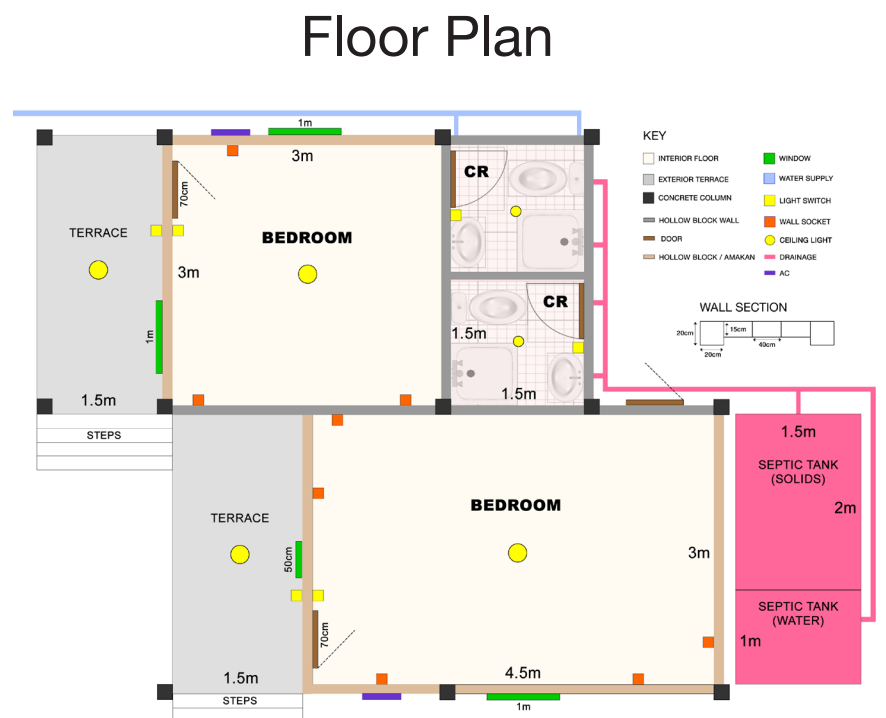 Floor Plan
1m
3m
70cm
CR
TERRACE
BEDROOM
3m
1m
CR
1.5m
1.5m
1.5m
STEPS
KEY
INTERIOR FLOOR
EXTERIOR TERRACE
CONCRETE COLUMN
HOLLOW BLOCK WALL
DOOR
HOLLOW BLOCK / AMAKAN
WINDOW
WATER SUPPLY
LIGHT SWITCH
WALL SOCKET
CEILING LIGHT
DRAINAGE
AC
WALL SECTION
20cm
15cm
40cm
20cm
TERRACE
BEDROOM
50cm
3m
70cm
1.5m
4.5m
STEPS
1m
1.5m
SEPTIC TANK
(SOLIDS)
2m
SEPTIC TANK
(WATER)
1m